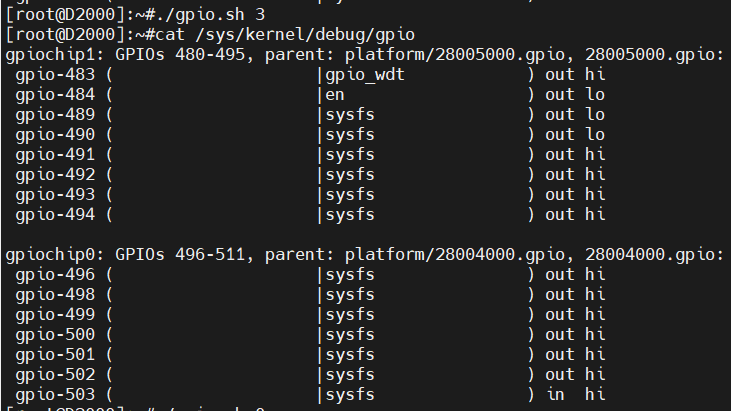 [root@D2000]:~#./gpio.sh 3
[root@D2000]:~#cat /sys/kernel/debug/gpio
gpiochip1: GPIOs 480-495, parent: platform/28005000.gpio, 28005000.gpio:
 gpio-483 (                    |gpio_wdt            ) out hi
 gpio-484 (                    |en                  ) out lo
 gpio-489 (                    |sysfs               ) out lo
 gpio-490 (                    |sysfs               ) out lo
 gpio-491 (                    |sysfs               ) out hi
 gpio-492 (                    |sysfs               ) out hi
 gpio-493 (                    |sysfs               ) out hi
 gpio-494 (                    |sysfs               ) out hi

gpiochip0: GPIOs 496-511, parent: platform/28004000.gpio, 28004000.gpio:
 gpio-496 (                    |sysfs               ) out hi
 gpio-498 (                    |sysfs               ) out hi
 gpio-499 (                    |sysfs               ) out hi
 gpio-500 (                    |sysfs               ) out hi
 gpio-501 (                    |sysfs               ) out hi
 gpio-502 (                    |sysfs               ) out hi
 gpio-503 (                    |sysfs               ) in  hi